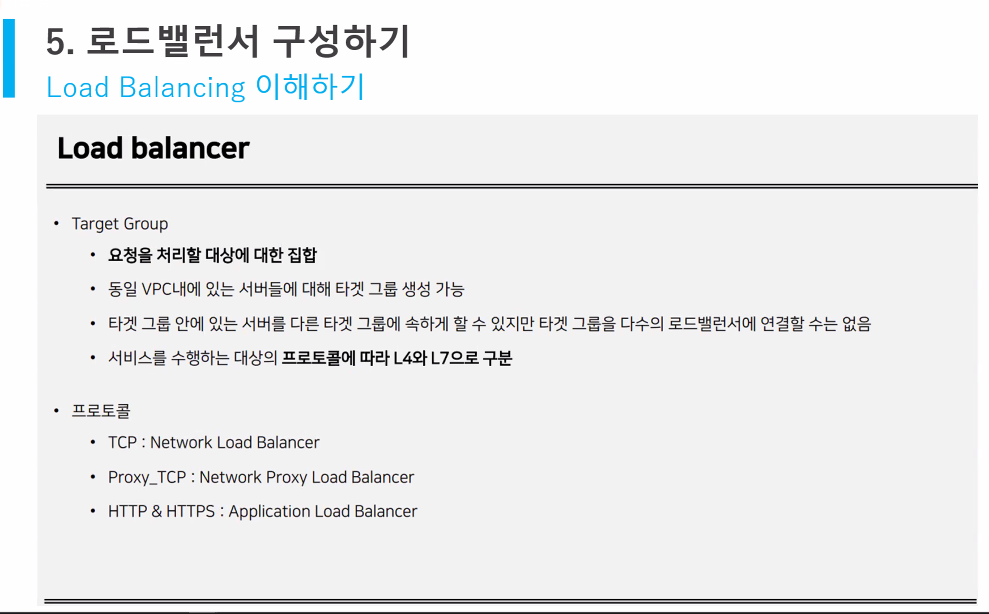 5. 로드밸런서 구성하기
Load Balancing 이해하기
Load balancer
• Target Group
• 요청을 처리할 대상에 대한 집합
• 동일 VPC내에 있는 서버들에 대해 타겟 그룹 생성 가능
• 타겟 그룹 안에 있는 서버를 다른 타겟 그룹에 속하게 할 수 있지만 타겟 그룹을 다수의 로드밸런서에 연결할 수는 없음
• 서비스를 수행하는 대상의 프로토콜에 따라 L4와 L7으로 구분
• 프로토콜
• TCP : Network Load Balancer
• Proxy_TCP : Network Proxy Load Balancer
• HTTP & HTTPS : Application Load Balancer